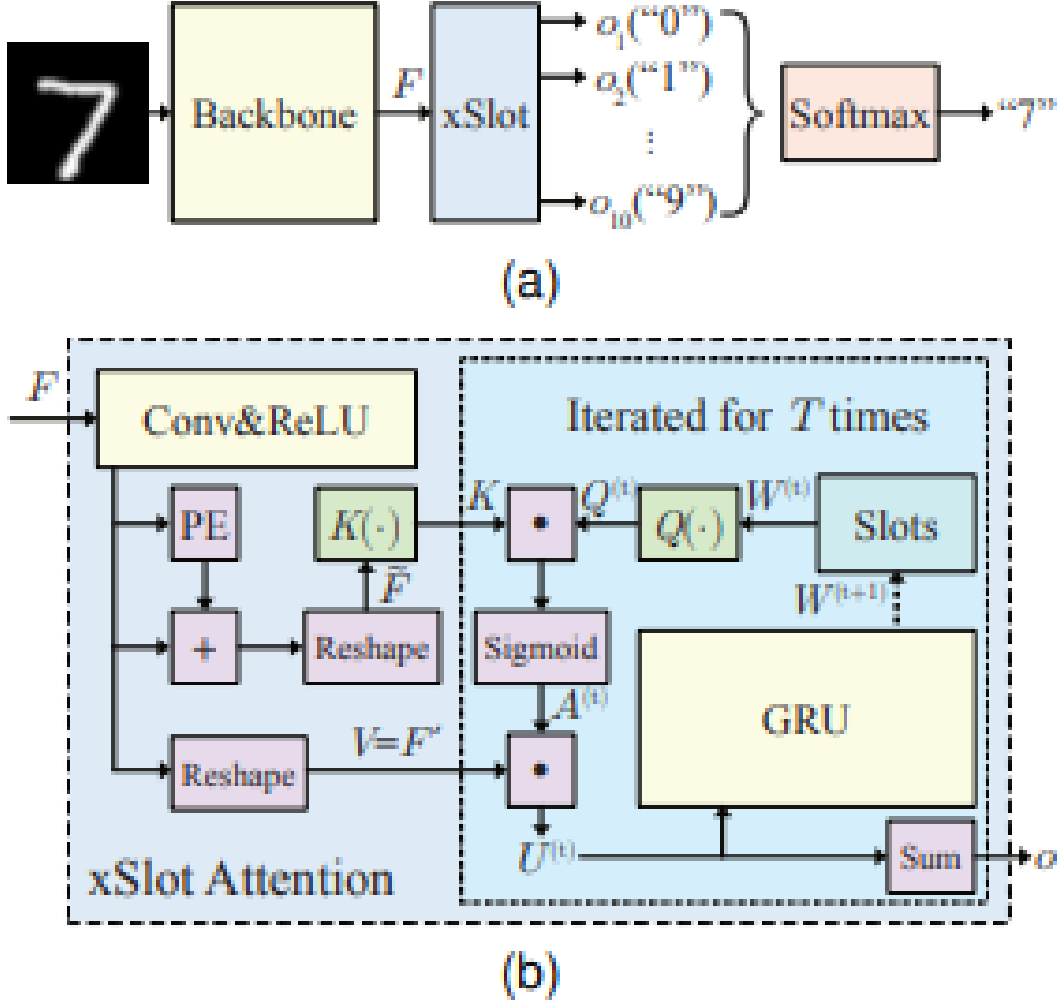 7
Backbone
F
xSlot
o₁("0")
o₂("1")
⋮
o₁₀("9")
Softmax
"7"
(a)
F
Conv&ReLU
Iterated for T times
PE
K(·)
K
•
Q⁽ᵗ⁾
Q(·)
W⁽ᵗ⁾
Slots
F̃
W⁽ᵗ⁺¹⁾
+
Reshape
Sigmoid
GRU
A⁽ᵗ⁾
Reshape
V=F′
•
U⁽ᵗ⁾
Sum
o
xSlot Attention
(b)